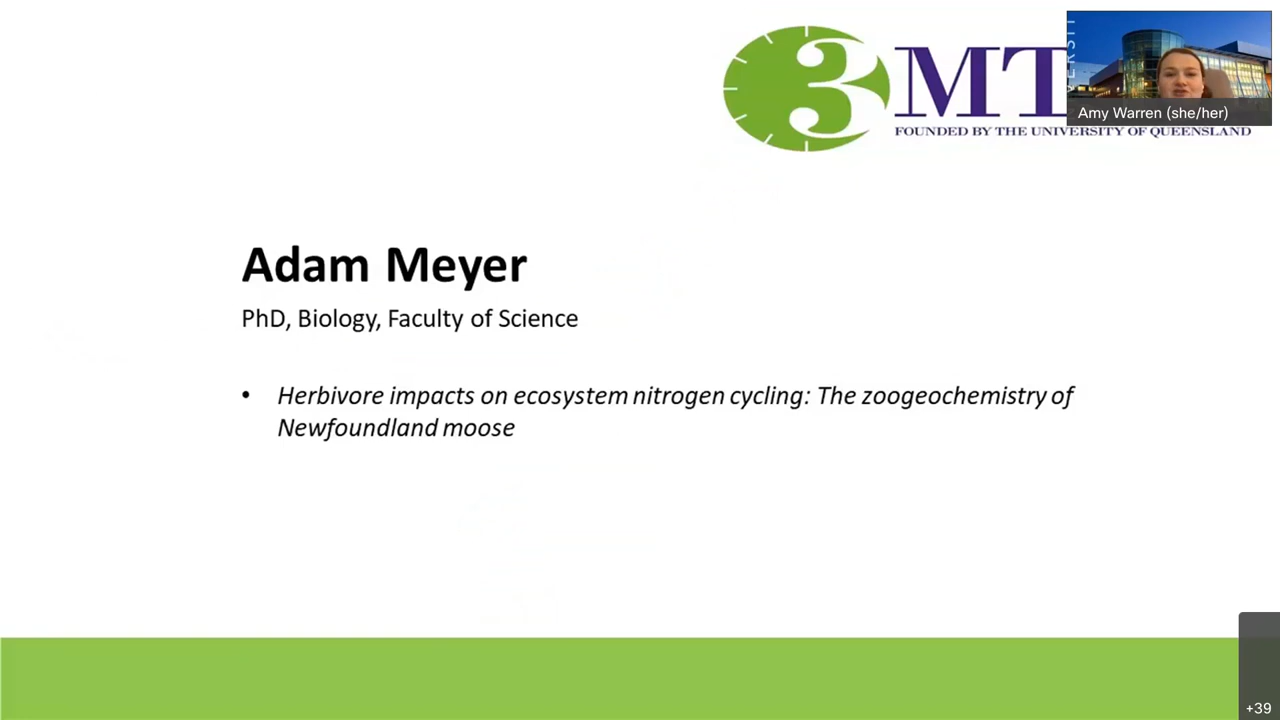 3MT
ERSIT
Amy Warren (she/her)
FOUNDED BY THE UNIVERSITY OF QUEENSLAND
Adam Meyer
PhD, Biology, Faculty of Science
• Herbivore impacts on ecosystem nitrogen cycling: The zoogeochemistry of
Newfoundland moose
+39